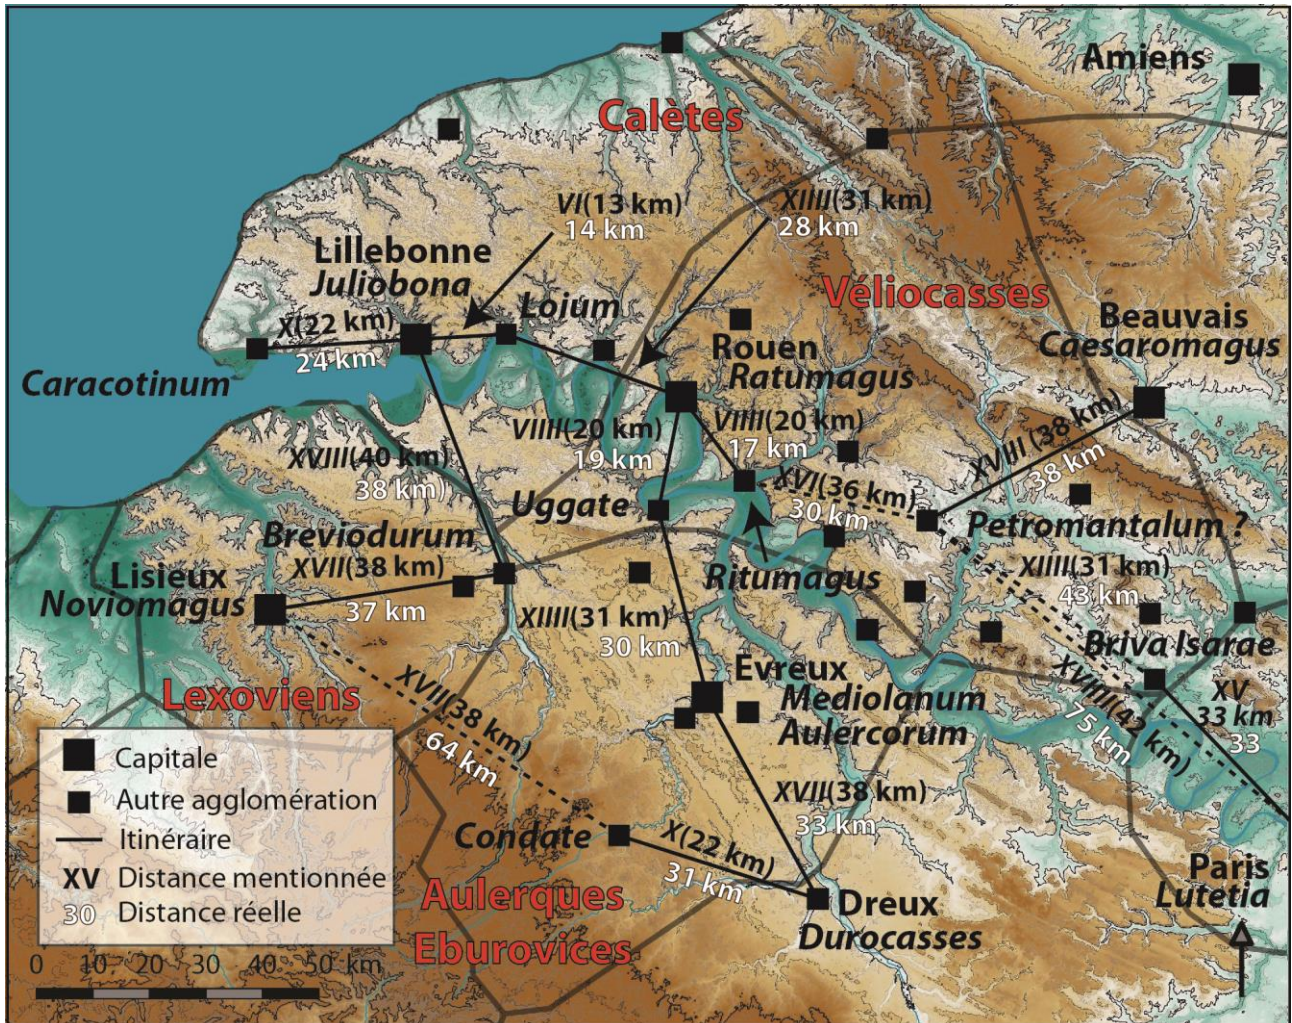 Amiens
Calètes
VI(13 km)
14 km
XIIII(31 km)
28 km
Lillebonne
Juliobona
Loium
Véliocasses
X(22 km)
24 km
Beauvais
Caesaromagus
Rouen
Ratumagus
Caracotinum
VIIII(20 km)
19 km
VIIII(20 km)
17 km
XVIII (38 km)
38 km
XVIII(40 km)
38 km
XVI(36 km)
30 km
Uggate
Petromantalum ?
Breviodurum
XVII(38 km)
37 km
Lisieux
Noviomagus
Ritumagus
XIIII(31 km)
43 km
XIIII(31 km)
30 km
Briva Isarae
Evreux
Mediolanum
Aulercorum
Lexoviens
XVII(38 km)
64 km
XVIIII(42 km)
75 km
XV
33 km
33
Capitale
Autre agglomération
Itinéraire
XV Distance mentionnée
30 Distance réelle
XVII(38 km)
33 km
Condate
X(22 km)
31 km
Paris
Lutetia
Aulerques
Eburovices
Dreux
Durocasses
0 10 20 30 40 50 km